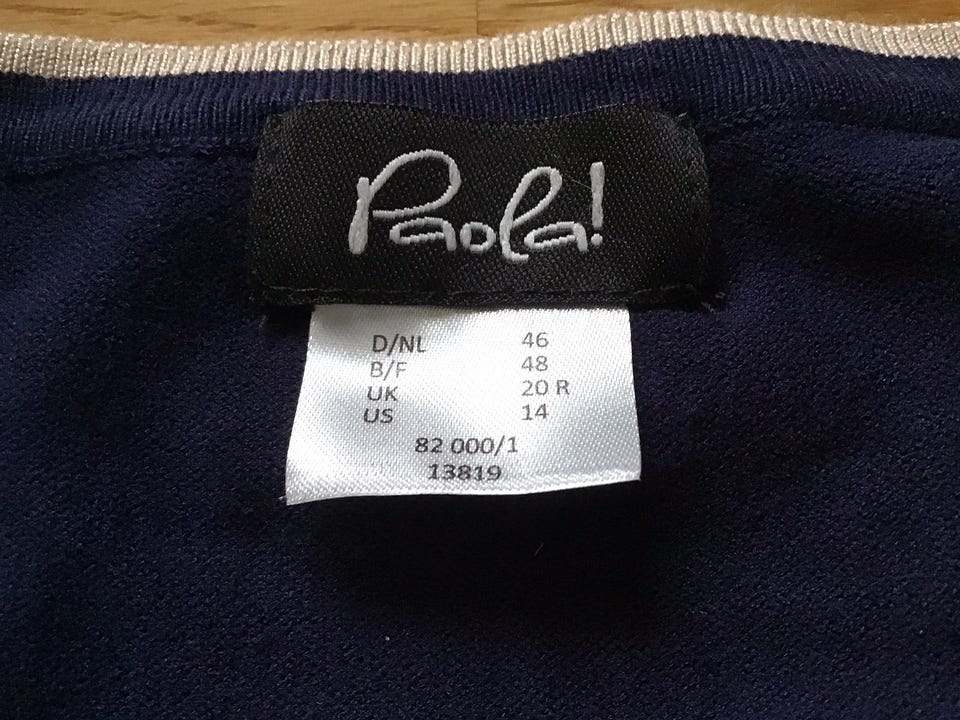 Paola!
D/NL 46
B/F 48
UK 20 R
US 14
82 000/1
13819